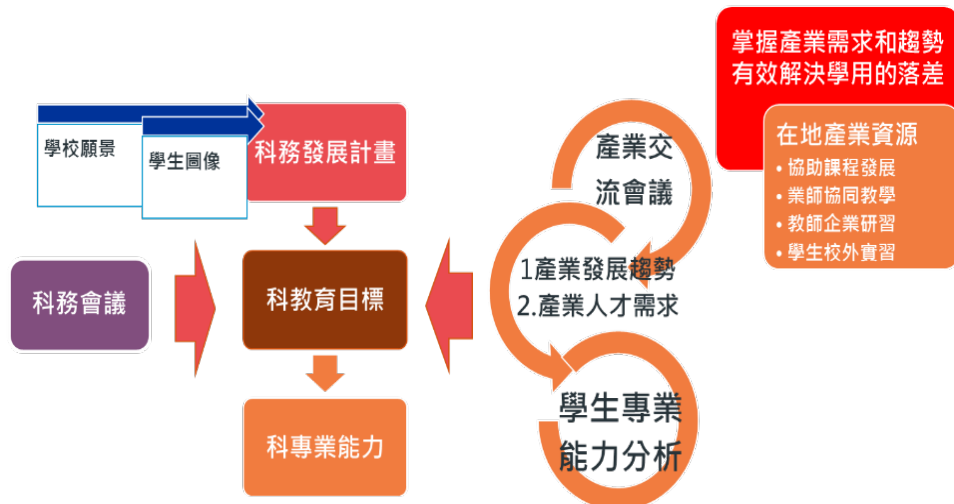 掌握產業需求和趨勢
有效解決學用的落差
在地產業資源
• 協助課程發展
• 業師協同教學
• 教師企業研習
• 學生校外實習
學校願景
學生圖像
科務發展計畫
產業交
流會議
科務會議
科教育目標
1產業發展趨勢
2.產業人才需求
科專業能力
學生專業
能力分析